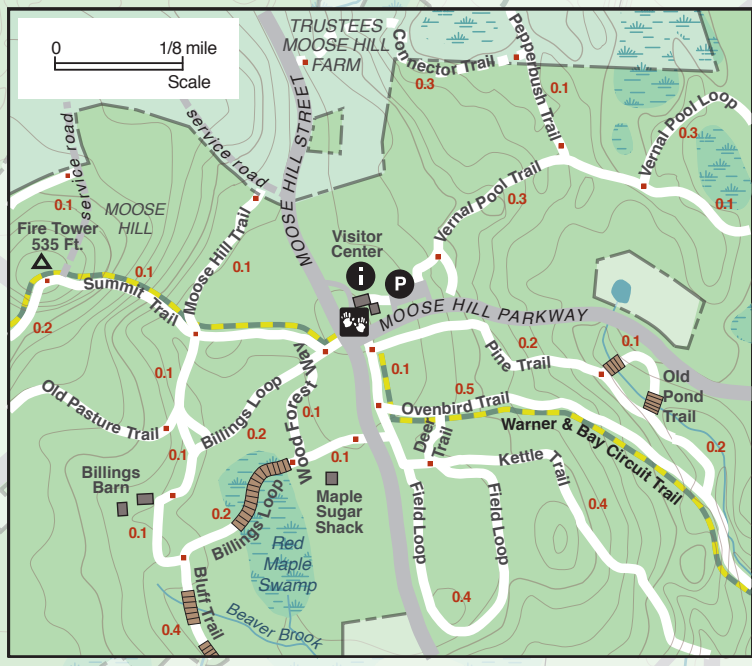 0 1/8 mile
Scale
TRUSTEES
MOOSE HILL
FARM
Connector Trail
0.3
Pepperbush Trail
0.1
Vernal Pool Loop
0.3
0.1
service road
service road
MOOSE HILL STREET
MOOSE HILL
Vernal Pool Trail
0.3
0.1
MOOSE
HILL
Fire Tower
535 Ft.
0.1
Summit Trail
0.2
Moose Hill Trail
0.1
Visitor
Center
i
P
MOOSE HILL PARKWAY
0.1
Old Pasture Trail
0.1
Billings Loop
0.2
Wood Forest Way
0.1
0.1
Pine Trail
0.2
0.1
Old
Pond
Trail
0.2
0.5
Ovenbird Trail
Warner & Bay Circuit Trail
Deer
Trail
Kettle Trail
0.4
Billings
Barn
0.1
0.1
Billings Loop
0.2
Maple
Sugar
Shack
Red
Maple
Swamp
Field Loop
Field Loop
0.4
Bluff Trail
0.4
Beaver Brook